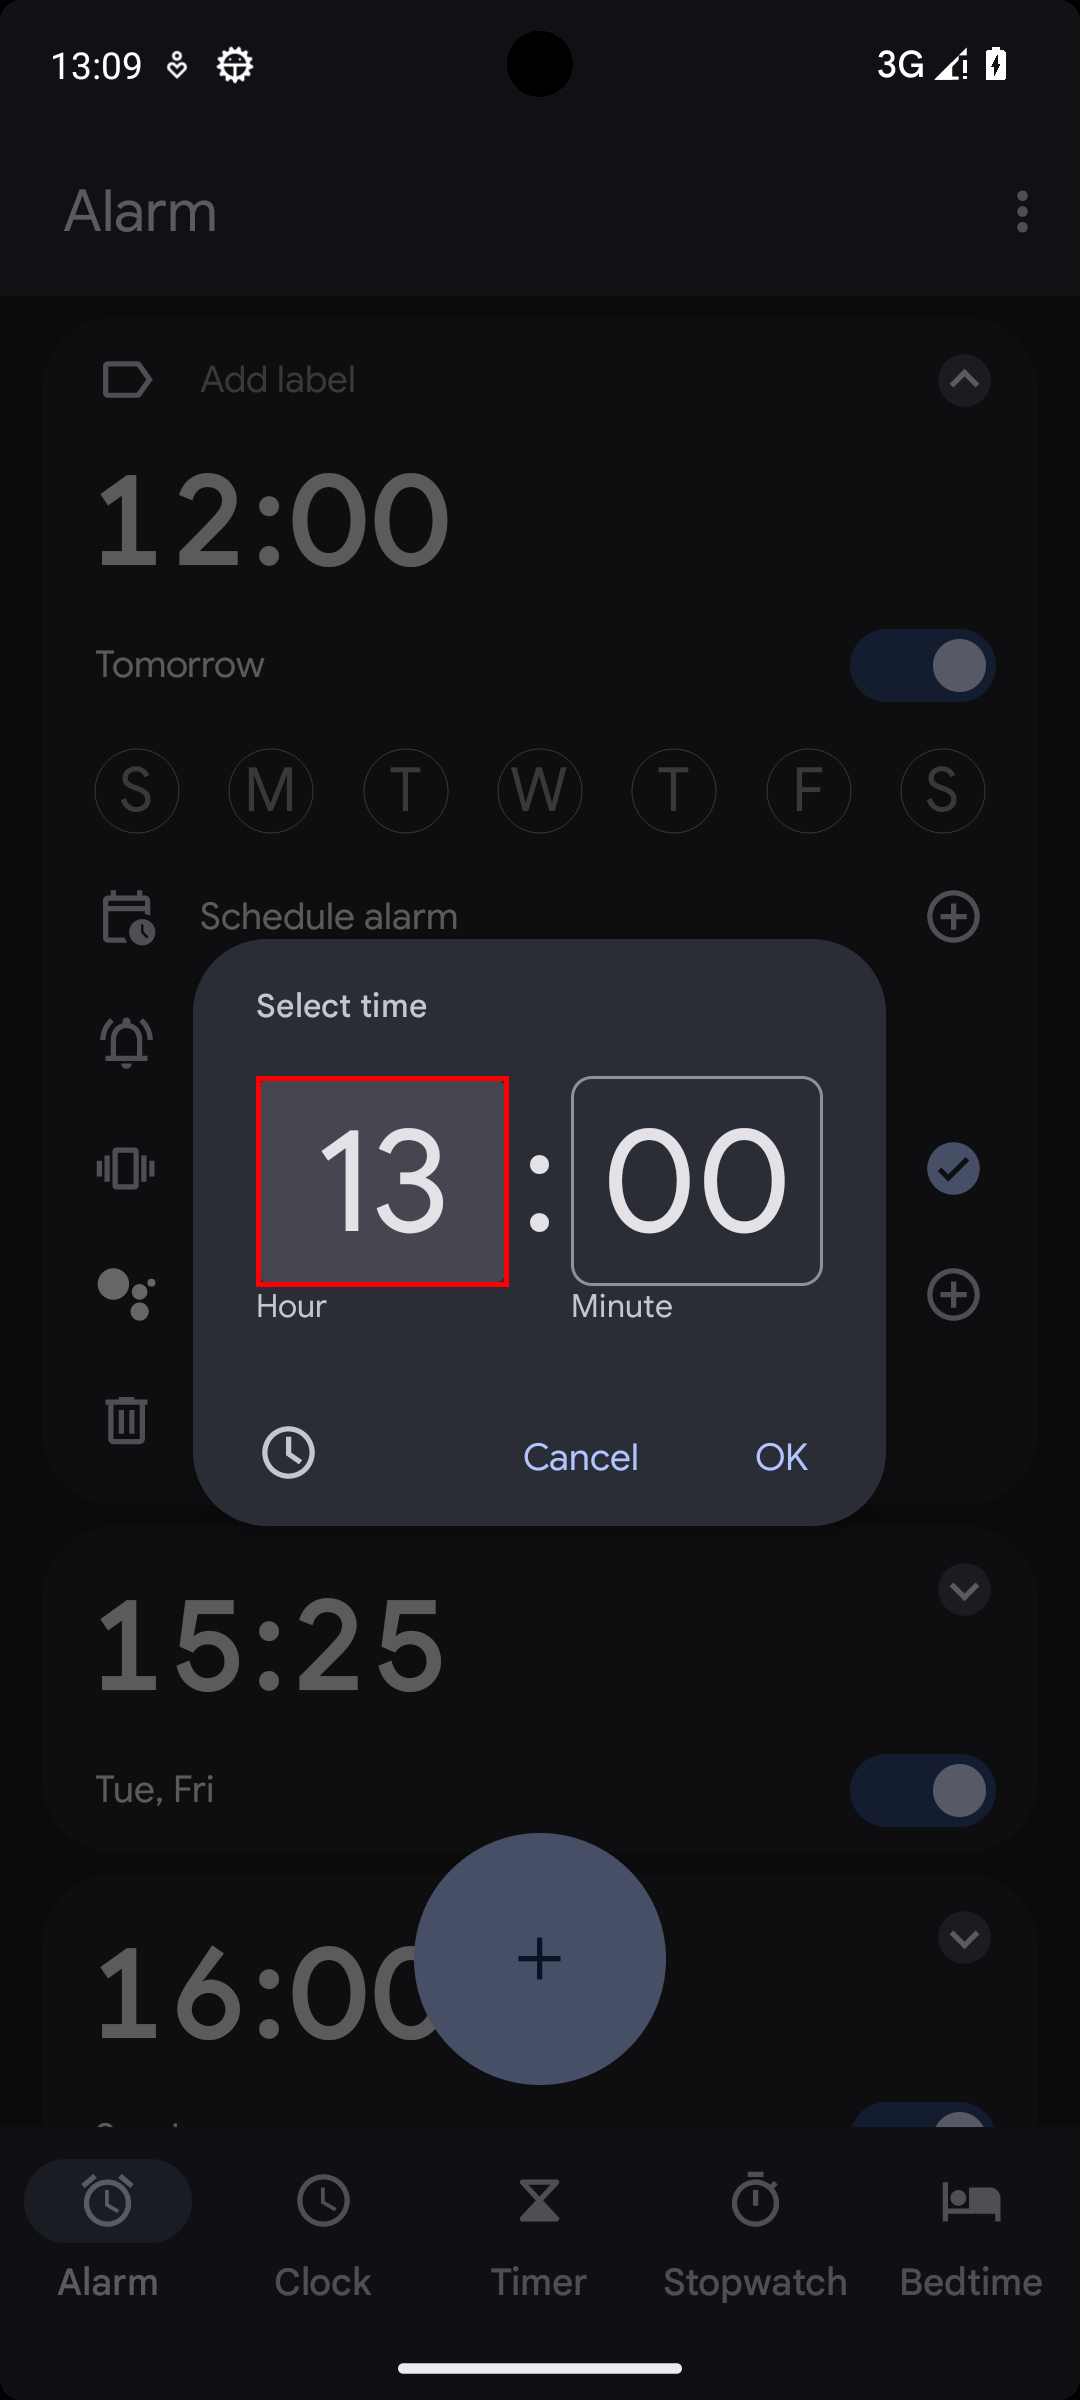 13:09 3G
Alarm
Add label
12:00
Tomorrow
S M T W T F S
Schedule alarm
Select time
13:00
Hour Minute
Cancel OK
15:25
Tue, Fri
16:00
Alarm Clock Timer Stopwatch Bedtime